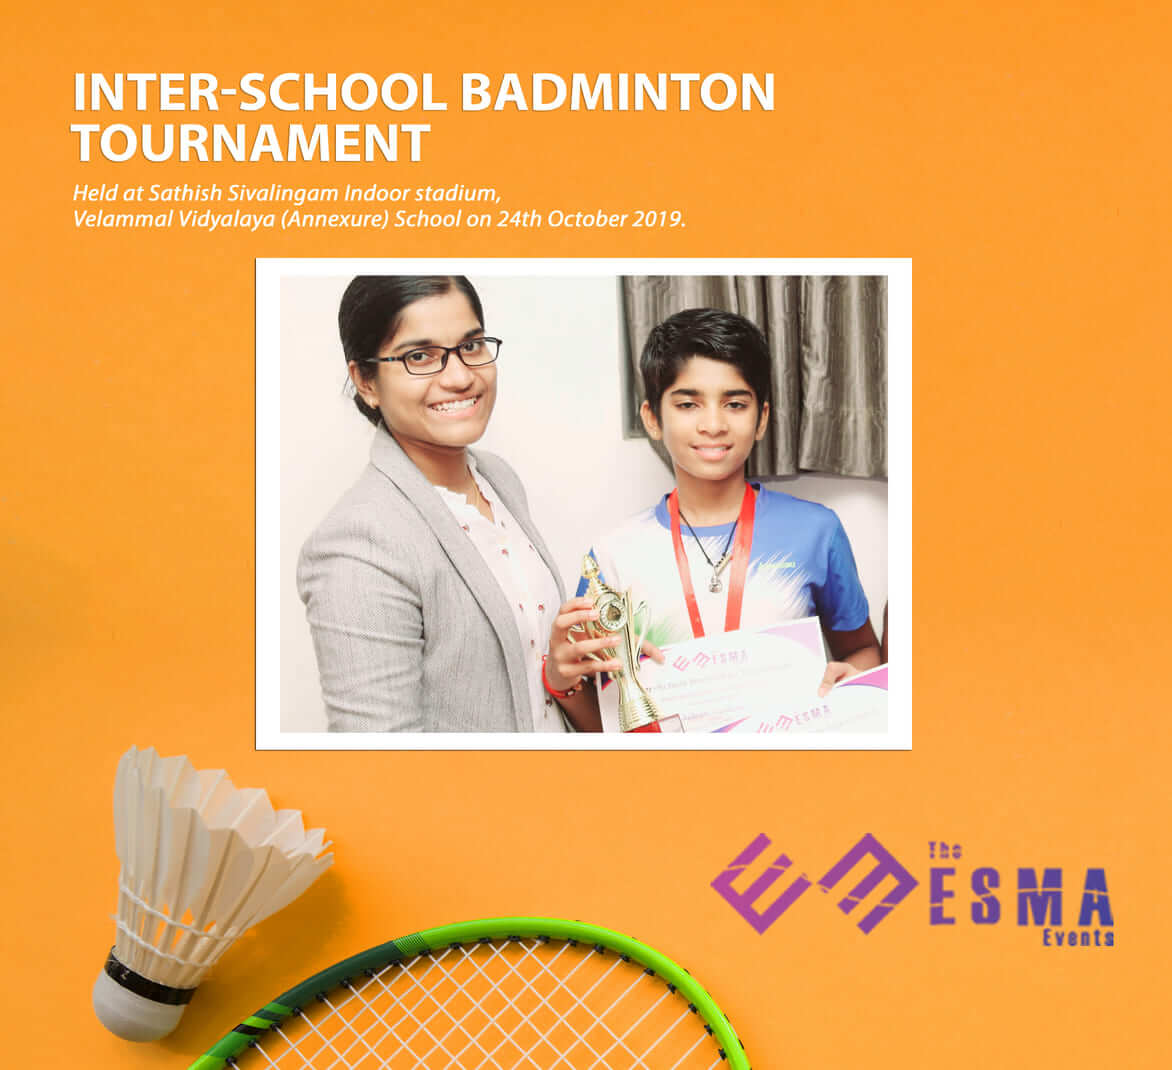 INTER-SCHOOL BADMINTON
TOURNAMENT
Held at Sathish Sivalingam Indoor stadium,
Velammal Vidyalaya (Annexure) School on 24th October 2019.
ESMA
ESMA
The
ESMA
Events